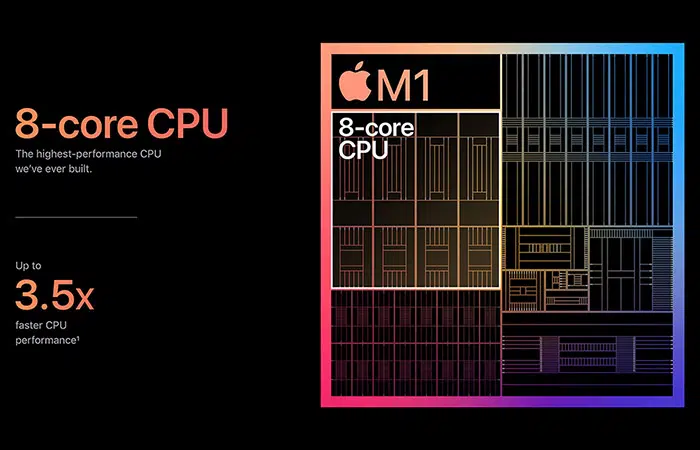 8-core CPU
The highest-performance CPU
we've ever built.
Up to
3.5x
faster CPU
performance¹
M1
8-core
CPU